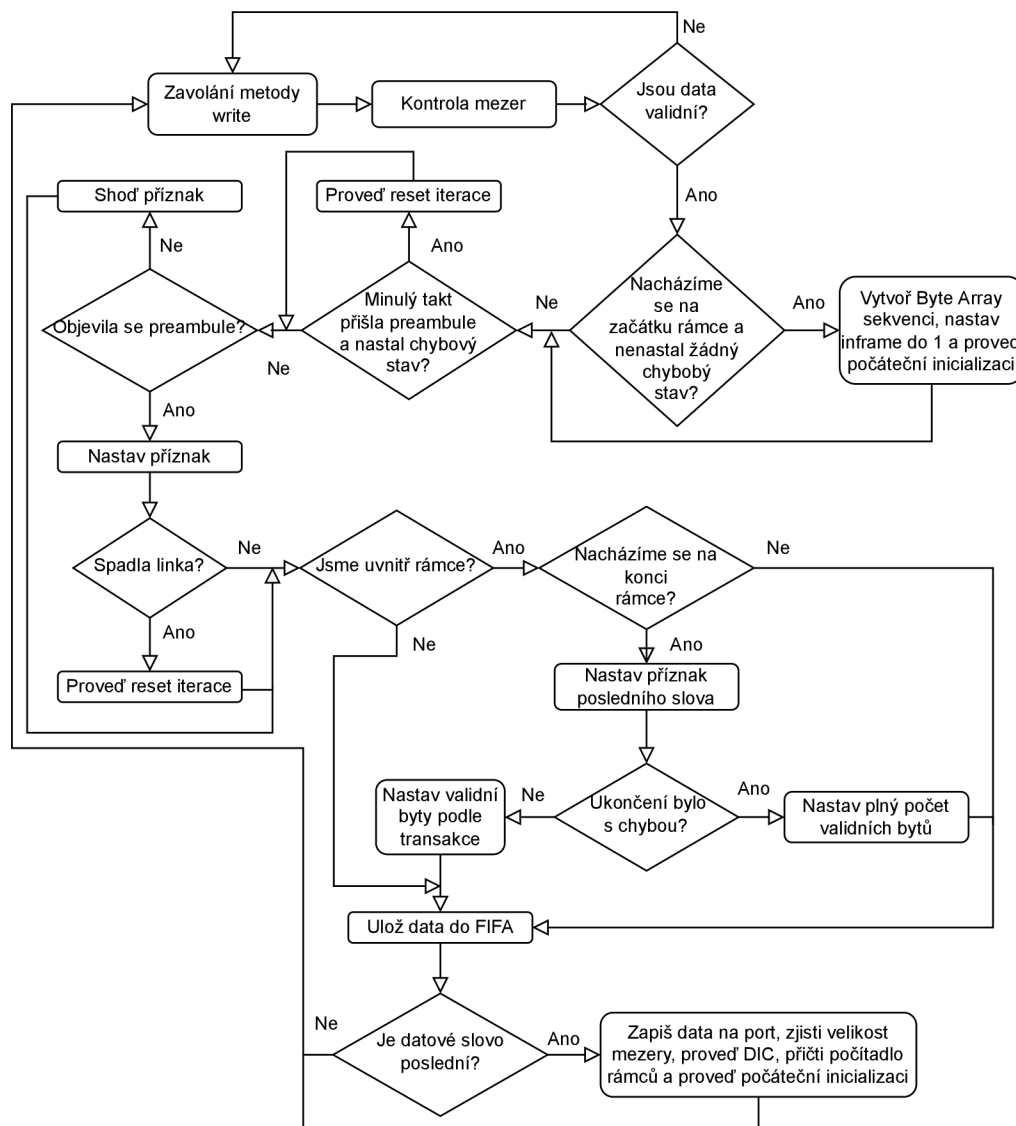 Ne
Zavolání metody
write
Kontrola mezer
Jsou data
validní?
Ano
Shoď příznak
Proveď reset iterace
Ne
Ano
Objevila se preambule?
Ne
Minulý takt
přišla preambule
a nastal chybový
stav?
Ne
Nacházíme
se na
začátku rámce a
nenastal žádný
chybobý
stav?
Ano
Vytvoř Byte Array
sekvenci, nastav
inframe do 1 a proveď
počáteční inicializaci
Ano
Nastav příznak
Spadla linka?
Ne
Jsme uvnitř rámce?
Ano
Nacházíme se na
konci
rámce?
Ne
Ano
Ne
Ano
Proveď reset iterace
Nastav příznak
posledního slova
Nastav validní
byty podle
transakce
Ne
Ukončení bylo
s chybou?
Ano
Nastav plný počet
validních bytů
Ulož data do FIFA
Ne
Je datové slovo
poslední?
Ano
Zapiš data na port, zjisti velikost
mezery, proveď DIC, přičti počítadlo
rámců a proveď počáteční inicializaci